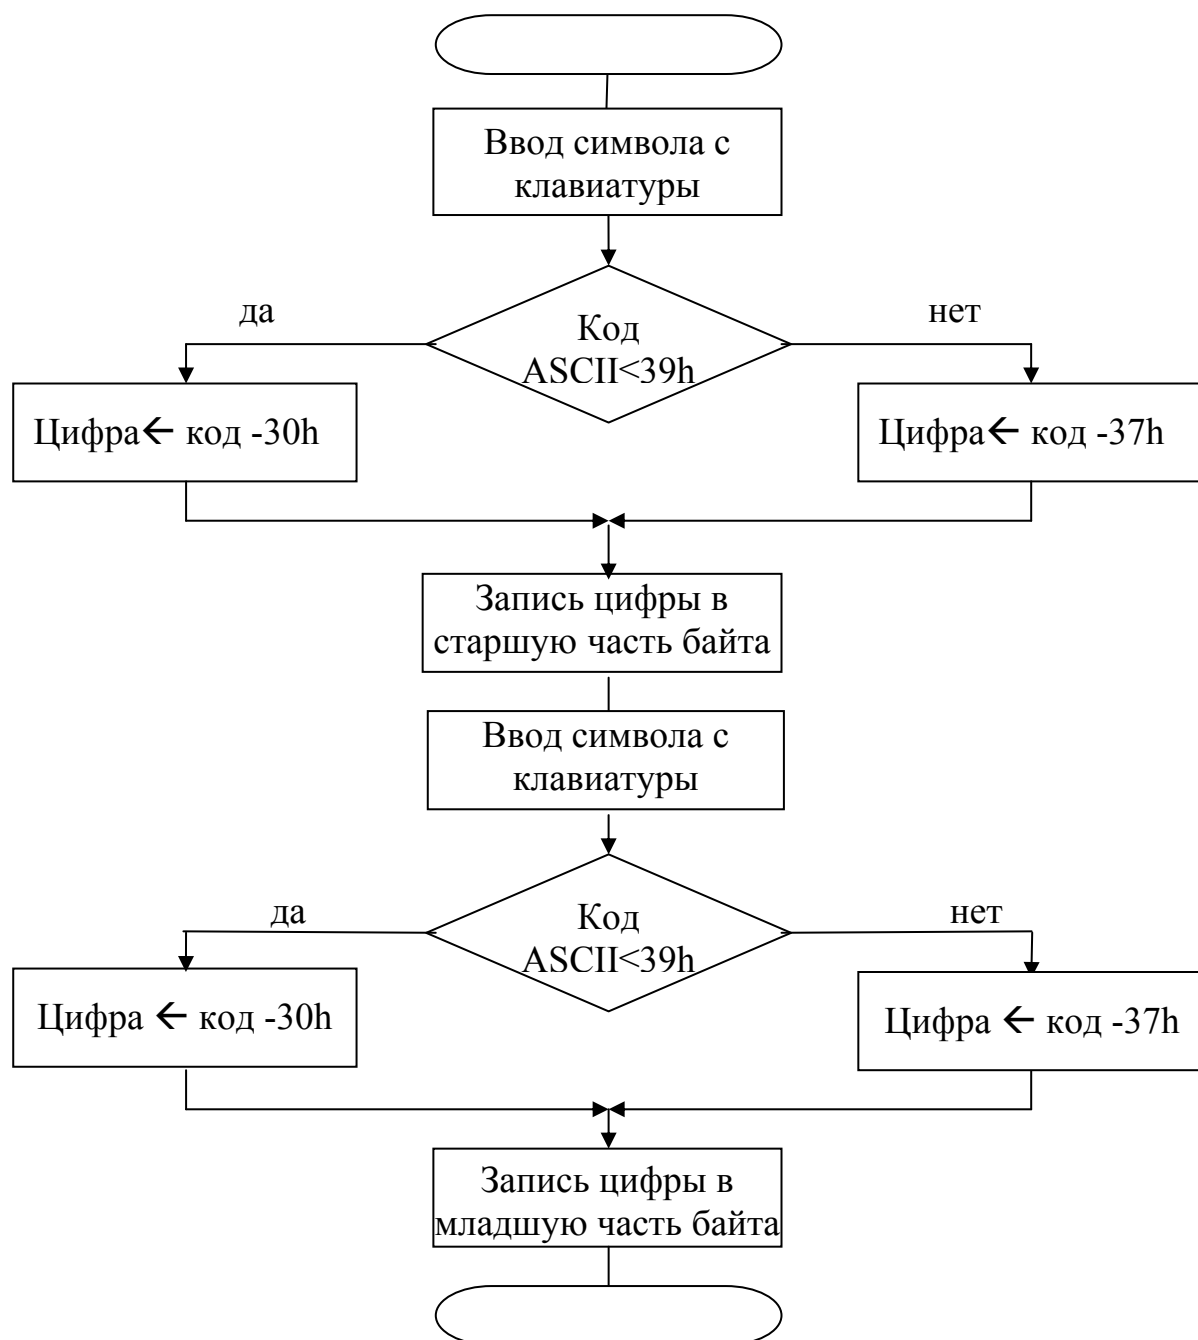 Ввод символа с
клавиатуры
да
нет
Код
ASCII<39h
Цифра← код -30h
Цифра← код -37h
Запись цифры в
старшую часть байта
Ввод символа с
клавиатуры
да
нет
Код
ASCII<39h
Цифра ← код -30h
Цифра ← код -37h
Запись цифры в
младшую часть байта